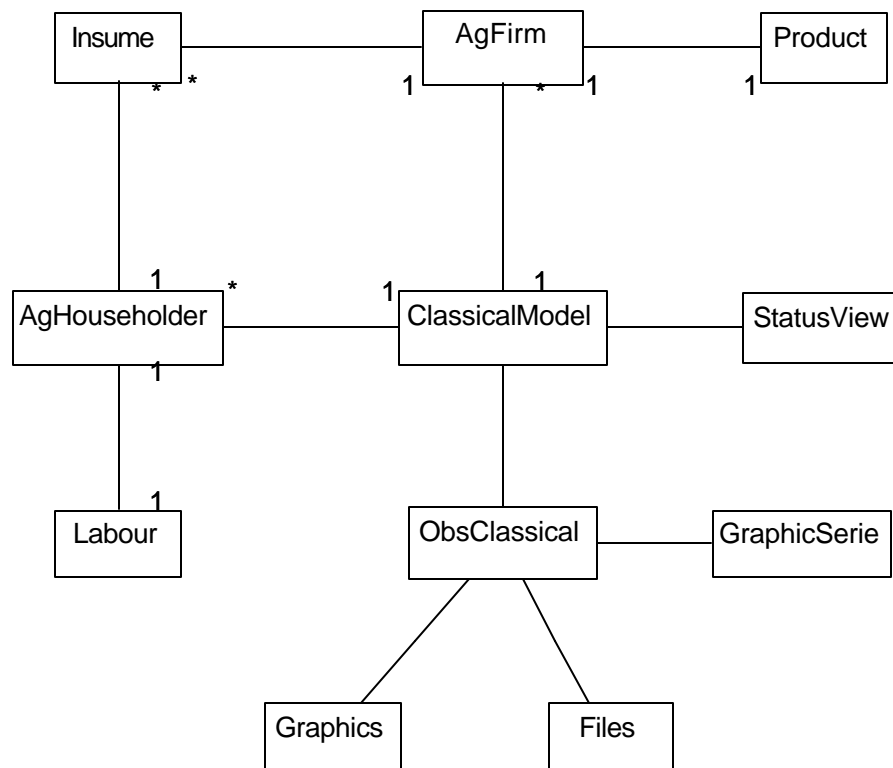 Insume
AgFirm
Product
* *
1
*
1
1
1
*
1
1
AgHouseholder
ClassicalModel
StatusView
1
1
Labour
ObsClassical
GraphicSerie
Graphics
Files